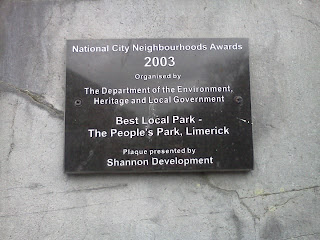 National City Neighbourhoods Awards
2003
Organised by
The Department of the Environment,
Heritage and Local Government
Best Local Park -
The People's Park, Limerick
Plaque presented by
Shannon Development